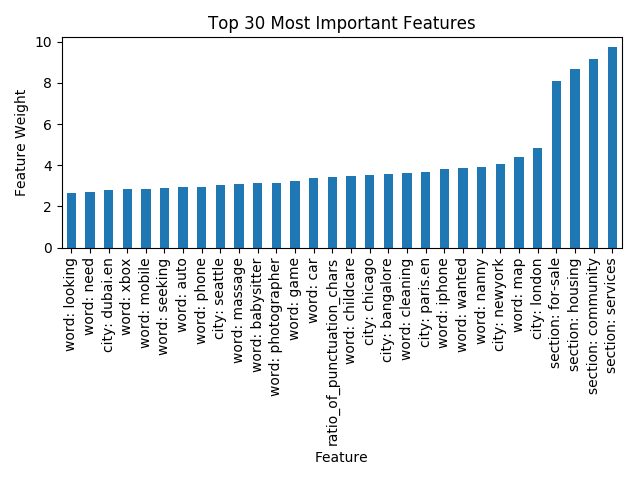 Top 30 Most Important Features
Feature Weight
10
8
6
4
2
0
word: looking
word: need
city: dubai.en
word: xbox
word: mobile
word: seeking
word: auto
word: phone
city: seattle
word: massage
word: babysitter
word: photographer
word: game
word: car
ratio_of_punctuation_chars
word: childcare
city: chicago
city: bangalore
word: cleaning
city: paris.en
word: iphone
word: wanted
word: nanny
city: newyork
word: map
city: london
section: for-sale
section: housing
section: community
section: services
Feature